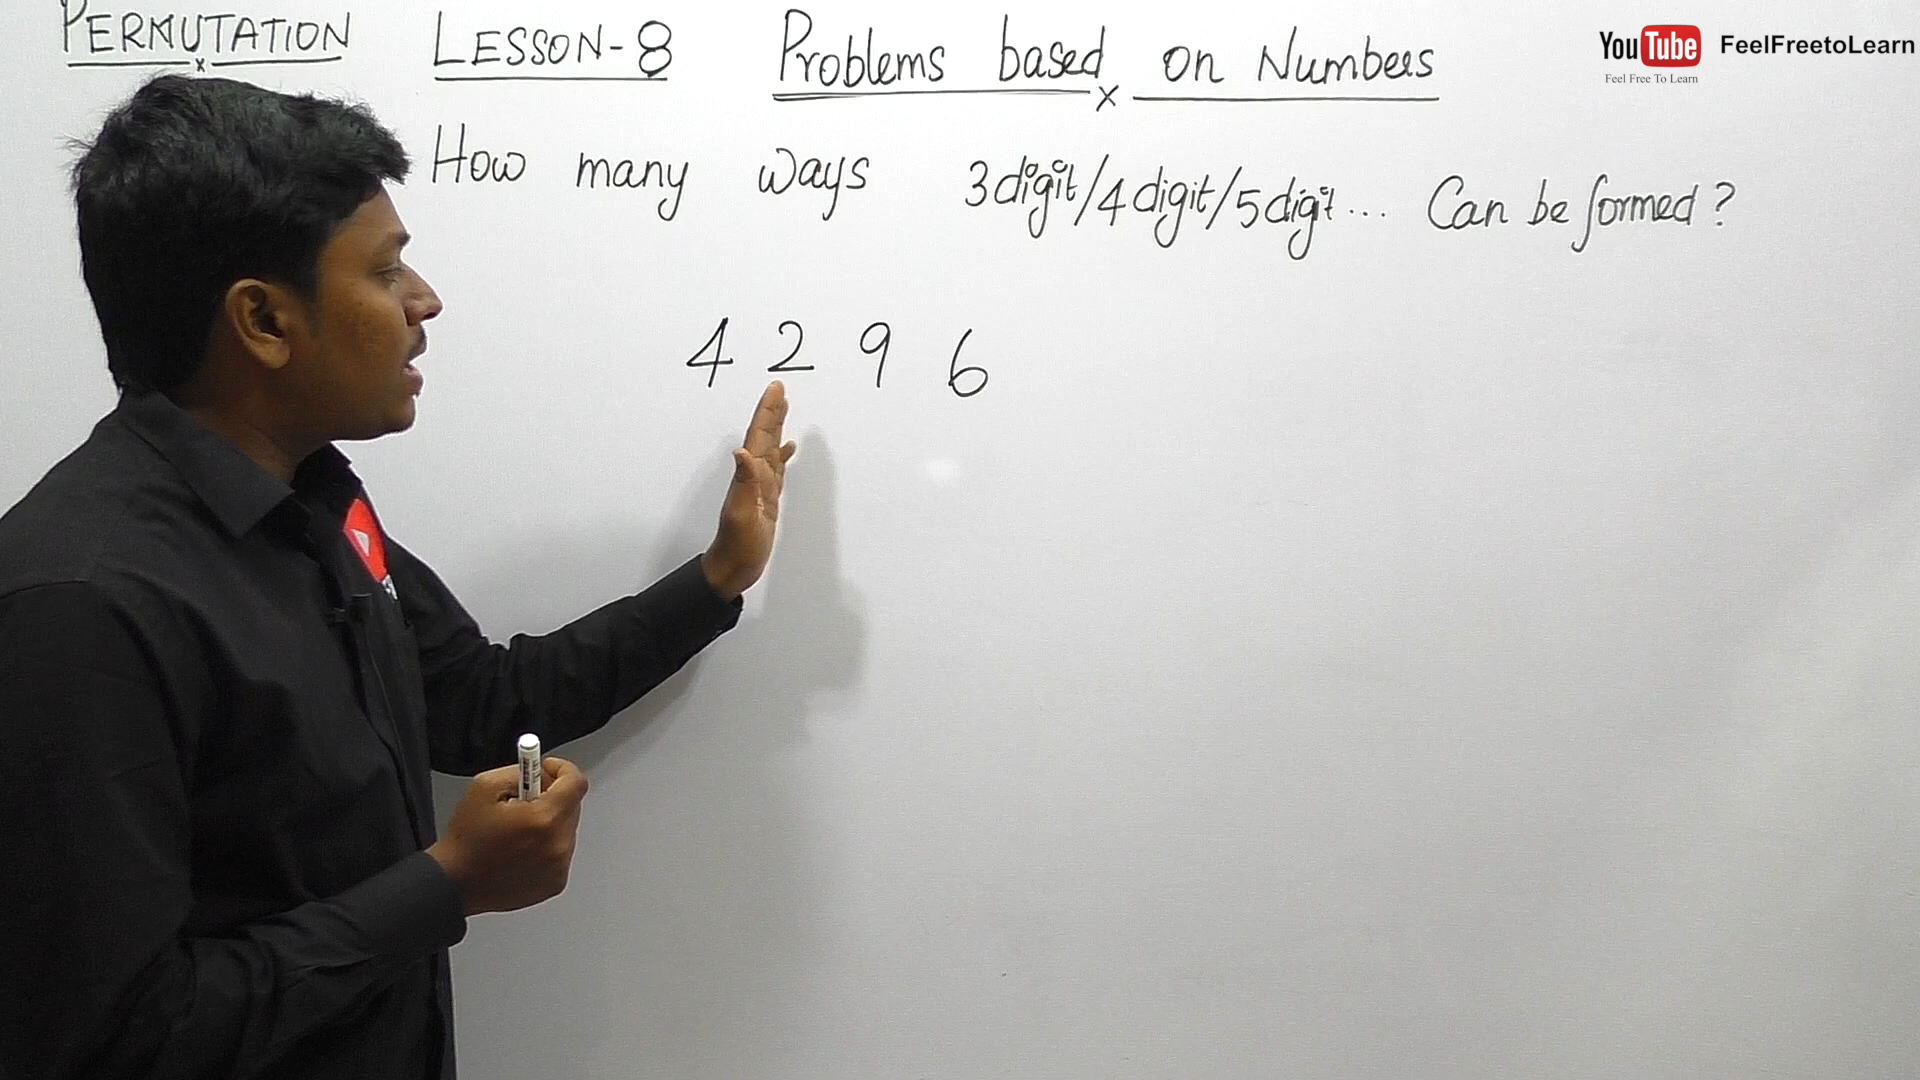 PERMUTATION LESSON-8 Problems based on Numbers
YouTube FeelFreetoLearn
Feel Free To Learn
How many ways 3digit/4digit/5digit... Can be formed?
4 2 9 6